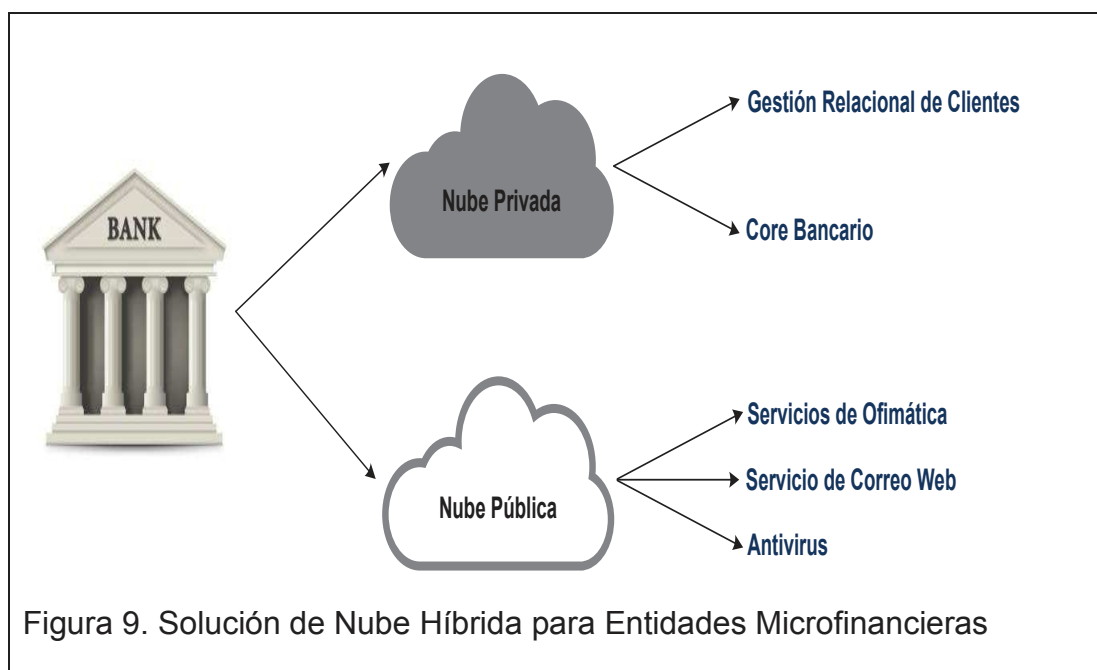 BANK
Nube Privada
Gestión Relacional de Clientes
Core Bancario
Nube Pública
Servicios de Ofimática
Servicio de Correo Web
Antivirus
Figura 9. Solución de Nube Híbrida para Entidades Microfinancieras